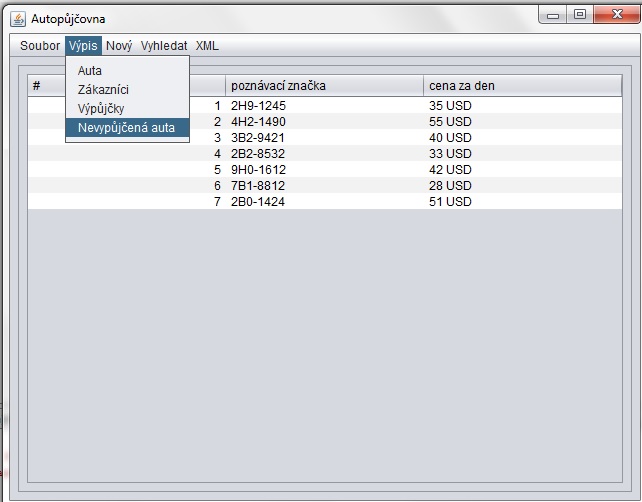 Autopůjčovna
Soubor Výpis Nový Vyhledat XML
Auta
Zákazníci
Výpůjčky
Nevypůjčená auta
# poznávací značka cena za den
1 2H9-1245 35 USD
2 4H2-1490 55 USD
3 3B2-9421 40 USD
4 2B2-8532 33 USD
5 9H0-1612 42 USD
6 7B1-8812 28 USD
7 2B0-1424 51 USD